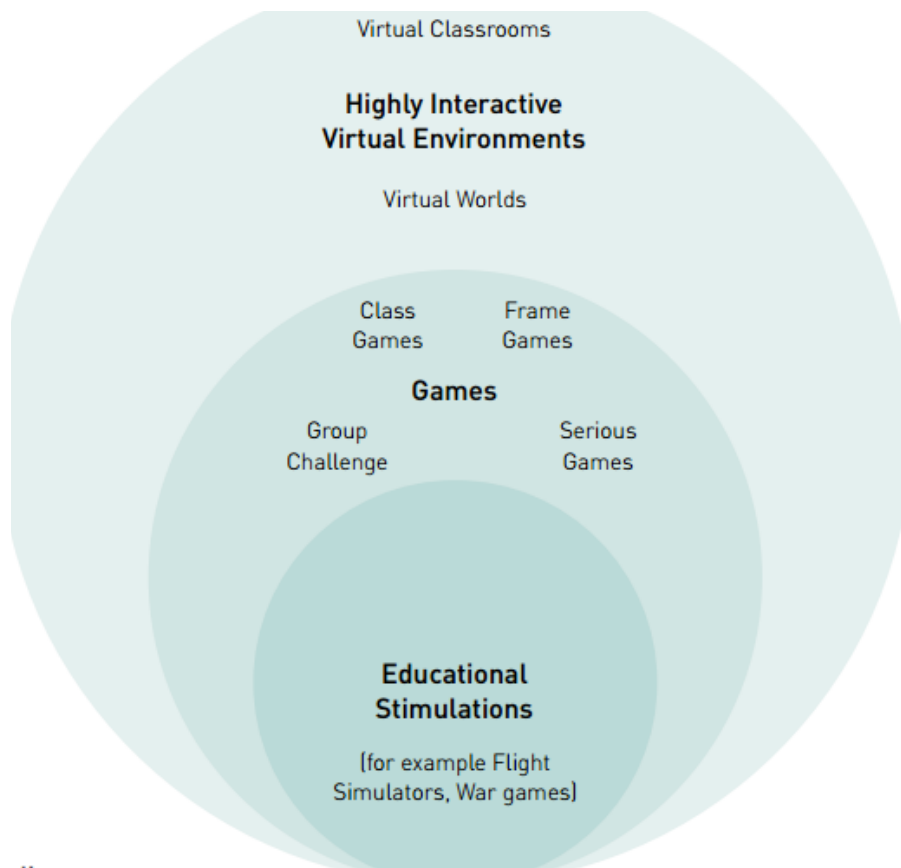 Virtual Classrooms
Highly Interactive
Virtual Environments
Virtual Worlds
Class
Games
Frame
Games
Games
Group
Challenge
Serious
Games
Educational
Stimulations
(for example Flight
Simulators, War games)